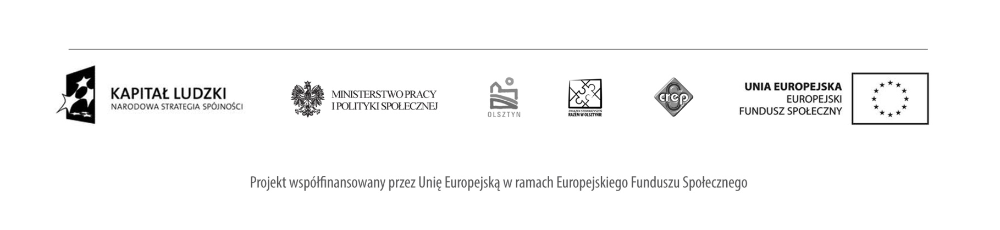 KAPITAŁ LUDZKI
NARODOWA STRATEGIA SPÓJNOŚCI
MINISTERSTWO PRACY
I POLITYKI SPOŁECZNEJ
OLSZTYN
ZWIĄZEK STOWARZYSZEŃ
RAZEM W OLSZTYNIE
crep
UNIA EUROPEJSKA
EUROPEJSKI
FUNDUSZ SPOŁECZNY
Projekt współfinansowany przez Unię Europejską w ramach Europejskiego Funduszu Społecznego